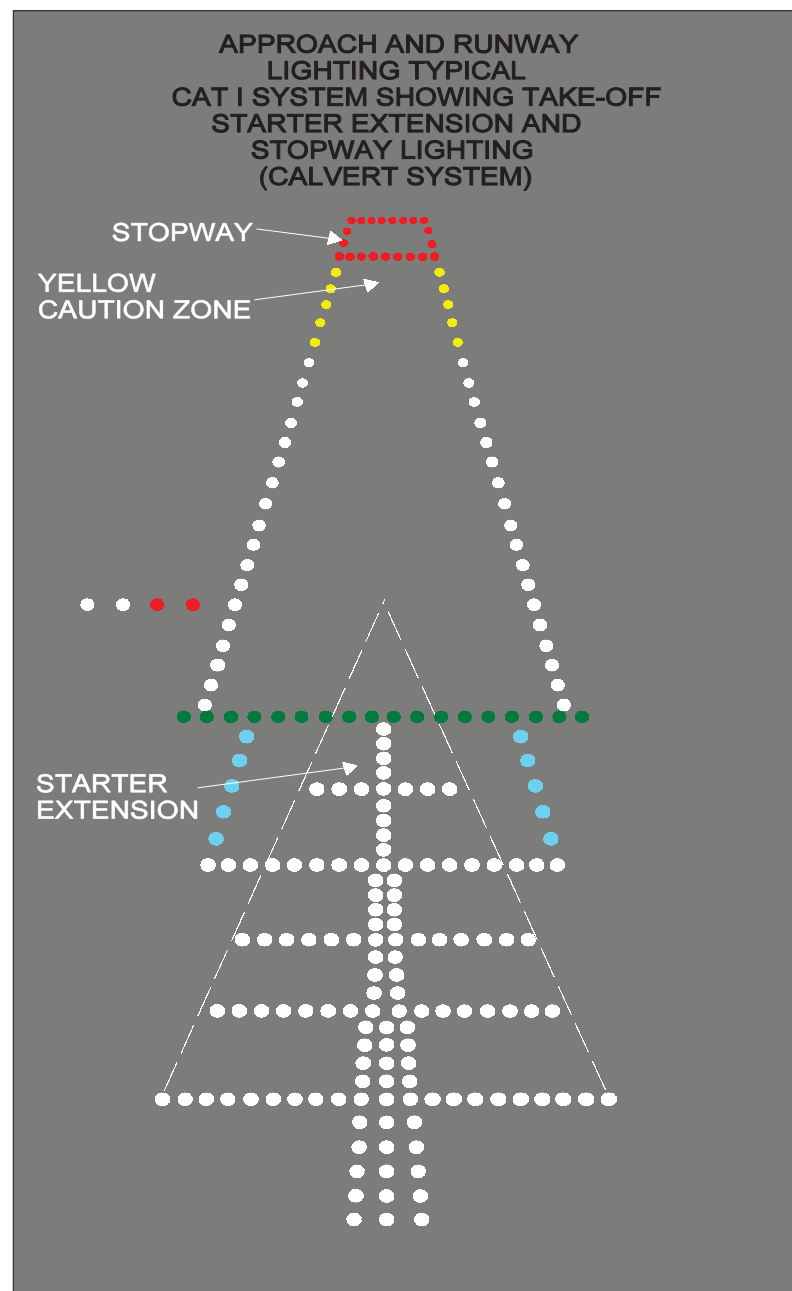 APPROACH AND RUNWAY
LIGHTING TYPICAL
CAT I SYSTEM SHOWING TAKE-OFF
STARTER EXTENSION AND
STOPWAY LIGHTING
(CALVERT SYSTEM)
STOPWAY
YELLOW
CAUTION ZONE
STARTER
EXTENSION